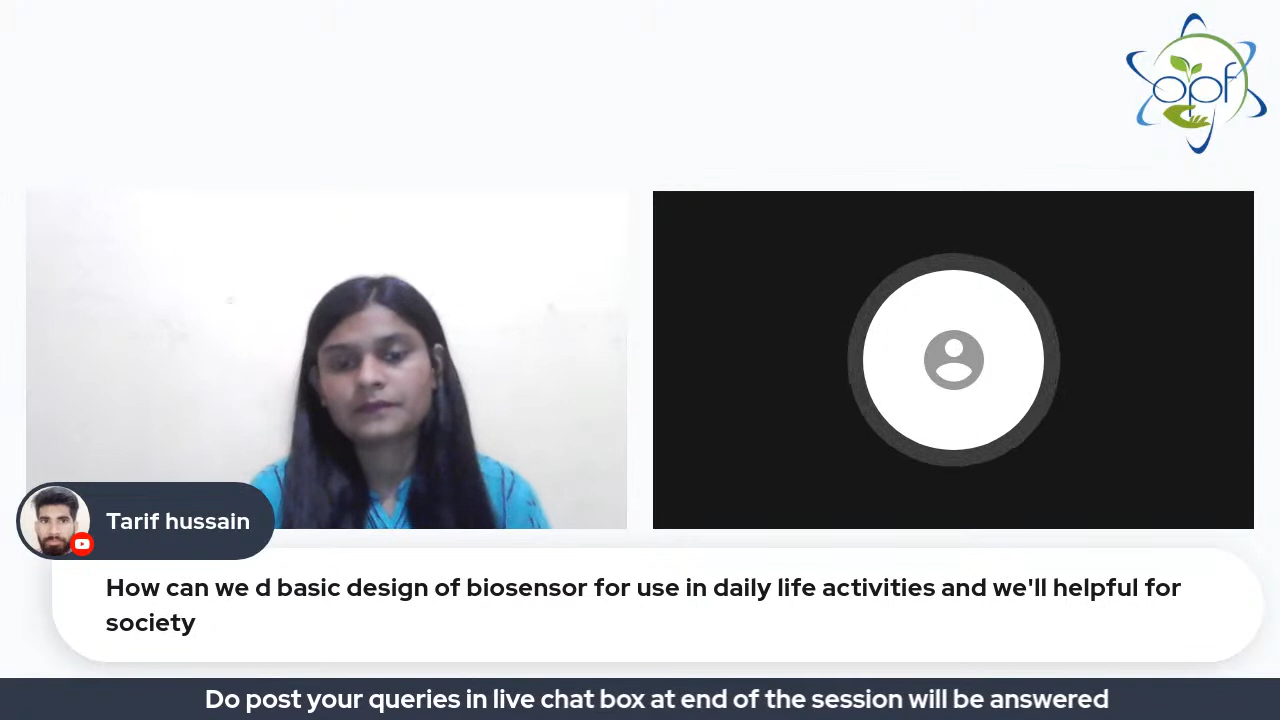 opf
Tarif hussain
How can we d basic design of biosensor for use in daily life activities and we'll helpful for
society
Do post your queries in live chat box at end of the session will be answered